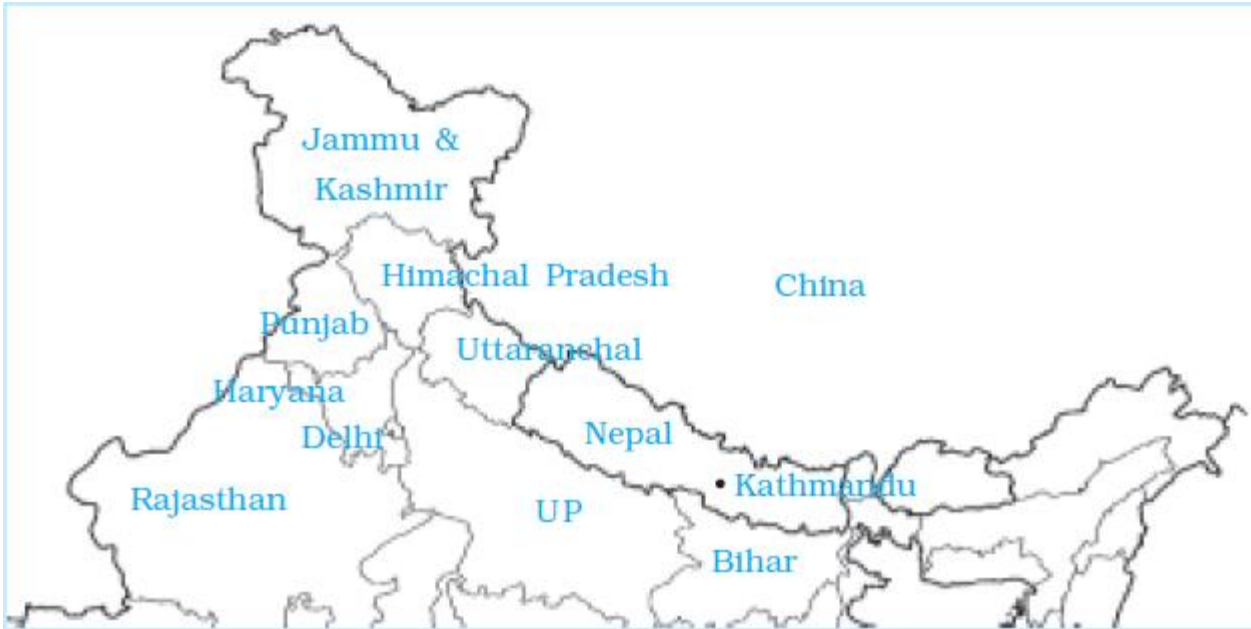 Jammu &
Kashmir
Himachal Pradesh
China
Punjab
Uttaranchal
Haryana
Delhi
Nepal
Rajasthan
Kathmandu
UP
Bihar